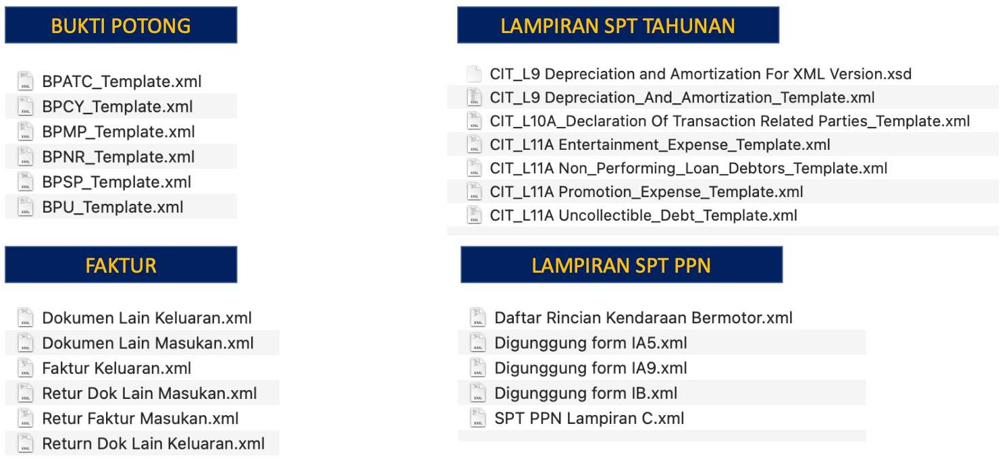 BUKTI POTONG
BPATC_Template.xml
BPCY_Template.xml
BPMP_Template.xml
BPNR_Template.xml
BPSP_Template.xml
BPU_Template.xml
LAMPIRAN SPT TAHUNAN
CIT_L9 Depreciation and Amortization For XML Version.xsd
CIT_L9 Depreciation_And_Amortization_Template.xml
CIT_L10A_Declaration Of Transaction Related Parties_Template.xml
CIT_L11A Entertainment_Expense_Template.xml
CIT_L11A Non_Performing_Loan_Debtors_Template.xml
CIT_L11A Promotion_Expense_Template.xml
CIT_L11A Uncollectible_Debt_Template.xml
FAKTUR
Dokumen Lain Keluaran.xml
Dokumen Lain Masukan.xml
Faktur Keluaran.xml
Retur Dok Lain Masukan.xml
Retur Faktur Masukan.xml
Return Dok Lain Keluaran.xml
LAMPIRAN SPT PPN
Daftar Rincian Kendaraan Bermotor.xml
Digunggung form IA5.xml
Digunggung form IA9.xml
Digunggung form IB.xml
SPT PPN Lampiran C.xml